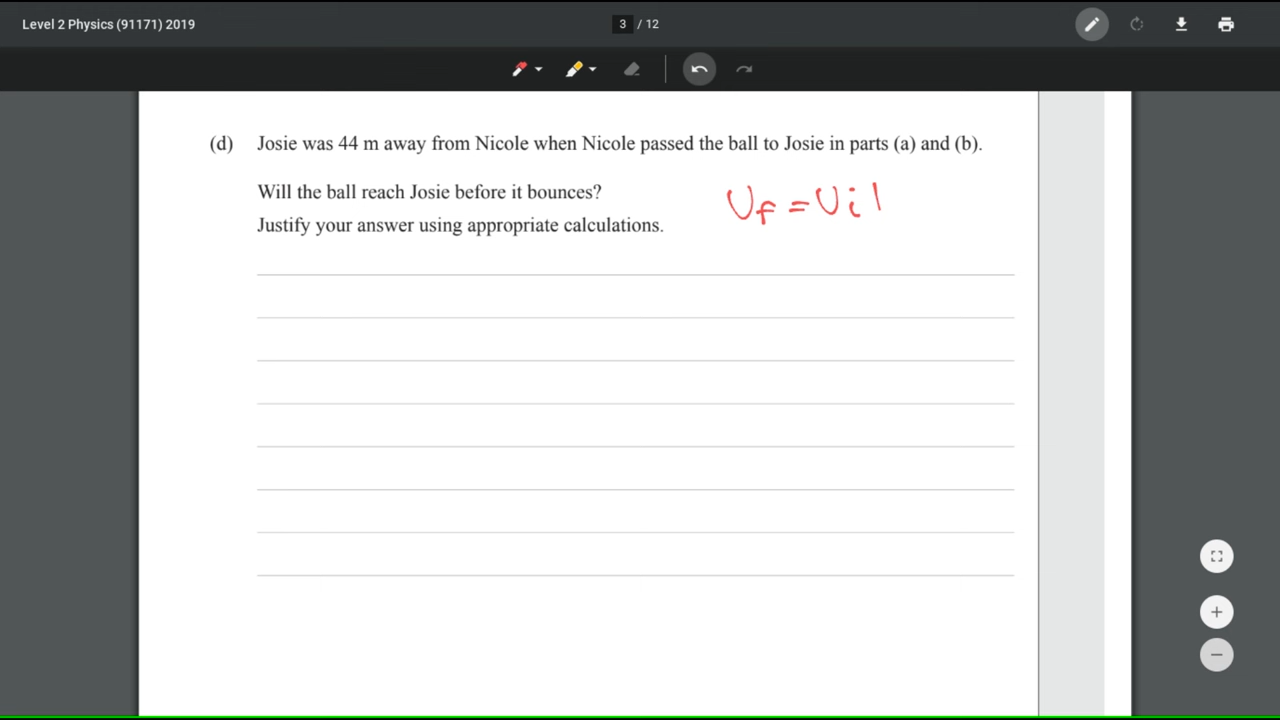 Level 2 Physics (91171) 2019
3 / 12
(d) Josie was 44 m away from Nicole when Nicole passed the ball to Josie in parts (a) and (b).
Will the ball reach Josie before it bounces?
Justify your answer using appropriate calculations.
Vf = Vi